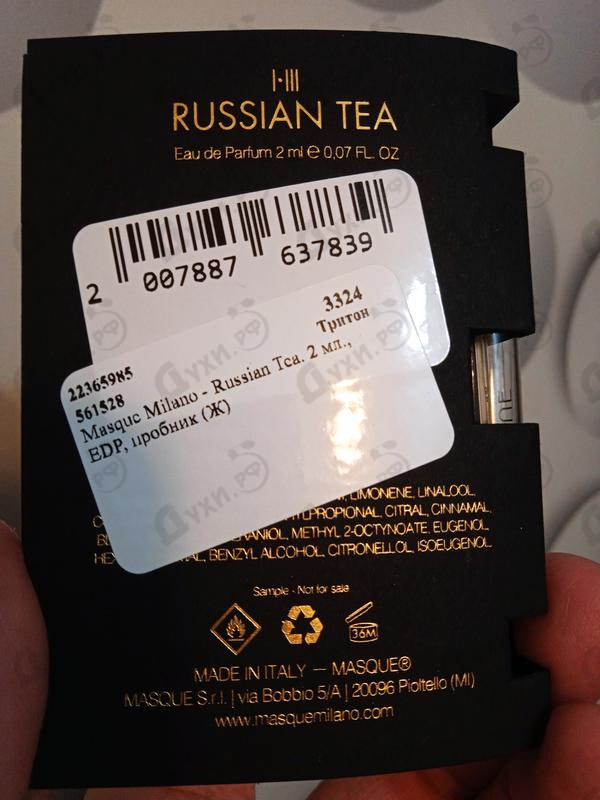 I·III
RUSSIAN TEA
Eau de Parfum 2 ml ℮ 0,07 FL. OZ
2 007887 637839
3324
Тритон
22365985
561528
Masque Milano - Russian Tea. 2 мл.,
EDP, пробник (Ж)
LIMONENE, LINALOOL,
CITRAL, CINNAMAL,
METHYL 2-OCTYNOATE, EUGENOL,
BENZYL ALCOHOL, CITRONELLOL, ISOEUGENOL.
Sample - Not for sale
36M
MADE IN ITALY — MASQUE®
MASQUE S.r.l. | via Bobbio 5/A | 20096 Pioltello (MI)
www.masquemilano.com
Духи.РФ